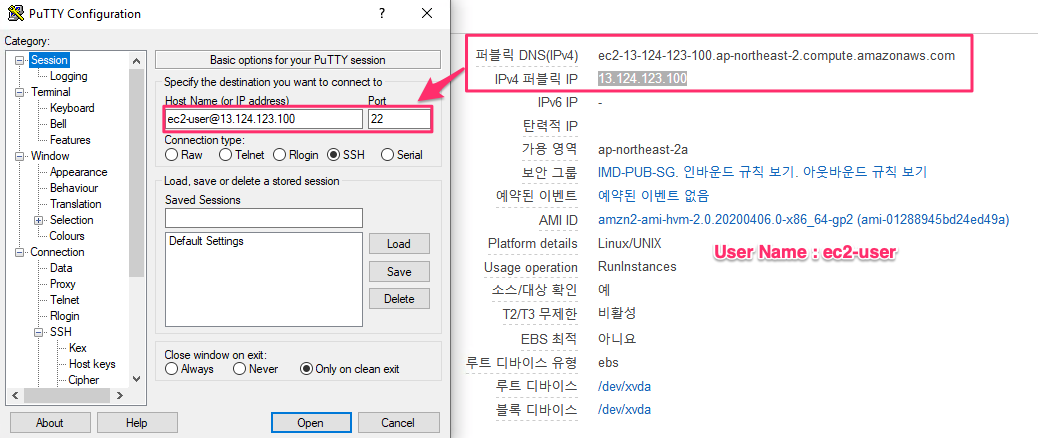 PuTTY Configuration
?
Category:
Session
Logging
Terminal
Keyboard
Bell
Features
Window
Appearance
Behaviour
Translation
Selection
Colours
Connection
Data
Proxy
Telnet
Rlogin
SSH
Kex
Host keys
Cipher
Basic options for your PuTTY session
Specify the destination you want to connect to
Host Name (or IP address) Port
ec2-user@13.124.123.100 22
Connection type:
Raw Telnet Rlogin SSH Serial
Load, save or delete a stored session
Saved Sessions
Default Settings
Load
Save
Delete
Close window on exit:
Always Never Only on clean exit
About Help Open Cancel
퍼블릭 DNS(IPv4) ec2-13-124-123-100.ap-northeast-2.compute.amazonaws.com
IPv4 퍼블릭 IP 13.124.123.100
IPv6 IP -
탄력적 IP
가용 영역 ap-northeast-2a
보안 그룹 IMD-PUB-SG. 인바운드 규칙 보기. 아웃바운드 규칙 보기
예약된 이벤트 예약된 이벤트 없음
AMI ID amzn2-ami-hvm-2.0.20200406.0-x86_64-gp2 (ami-01288945bd24ed49a)
Platform details Linux/UNIX
User Name : ec2-user
Usage operation RunInstances
소스/대상 확인 예
T2/T3 무제한 비활성
EBS 최적 아니요
루트 디바이스 유형 ebs
루트 디바이스 /dev/xvda
블록 디바이스 /dev/xvda